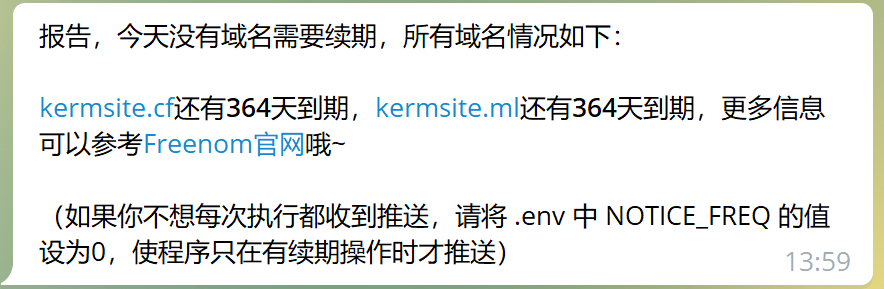 报告，今天没有域名需要续期，所有域名情况如下：
kermsite.cf还有364天到期，kermsite.ml还有364天到期，更多信息
可以参考Freenom官网哦~
（如果你不想每次执行都收到推送，请将 .env 中 NOTICE_FREQ 的值
设为0，使程序只在有续期操作时才推送）
13:59